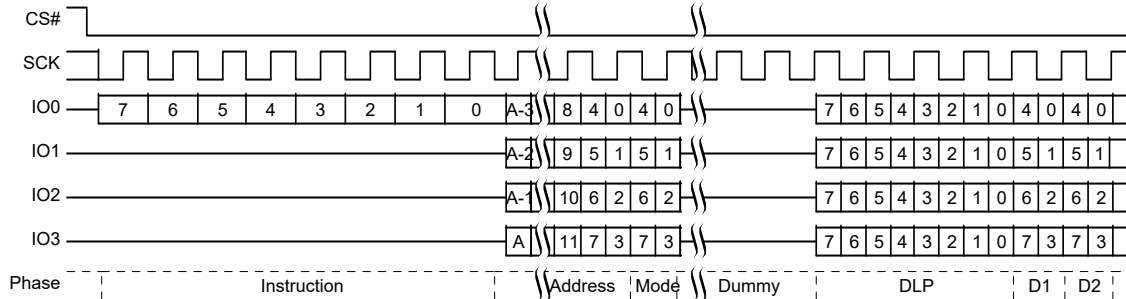 CS#
SCK
IO0 7 6 5 4 3 2 1 0 A-3 8 4 0 4 0 7 6 5 4 3 2 1 0 4 0 4 0
IO1 A-2 9 5 1 5 1 7 6 5 4 3 2 1 0 5 1 5 1
IO2 A-1 10 6 2 6 2 7 6 5 4 3 2 1 0 6 2 6 2
IO3 A 11 7 3 7 3 7 6 5 4 3 2 1 0 7 3 7 3
Phase Instruction Address Mode Dummy DLP D1 D2